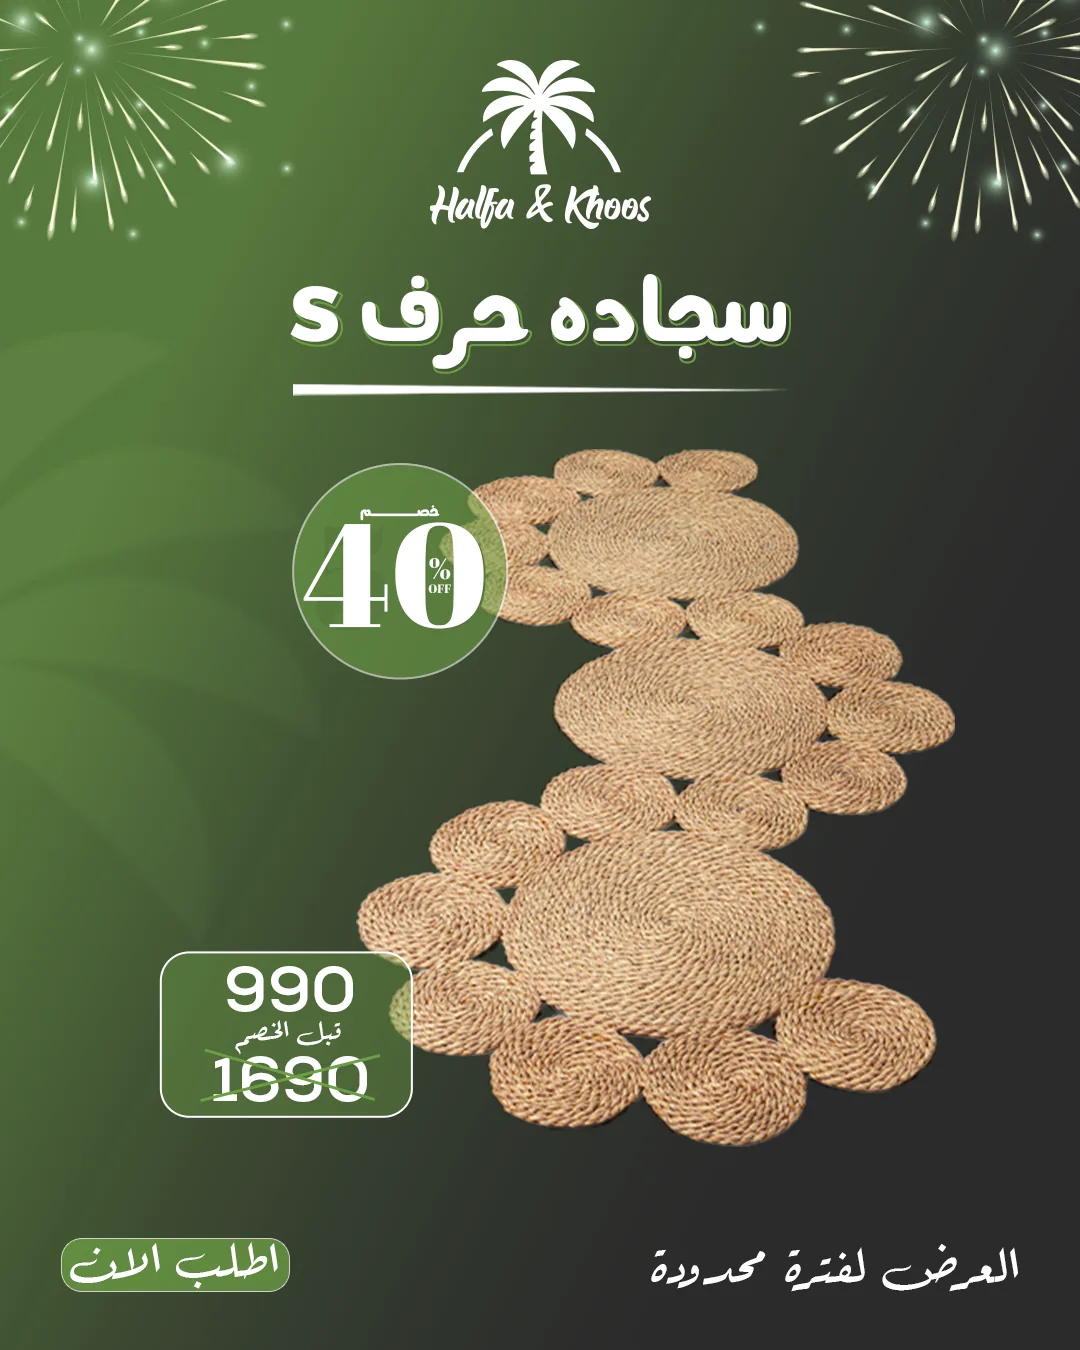 Halfa & Khoos
سجاده حرف S
خصم
40
%
OFF
990
قبل الخصم
1690
اطلب الان
العرض لفترة محدودة